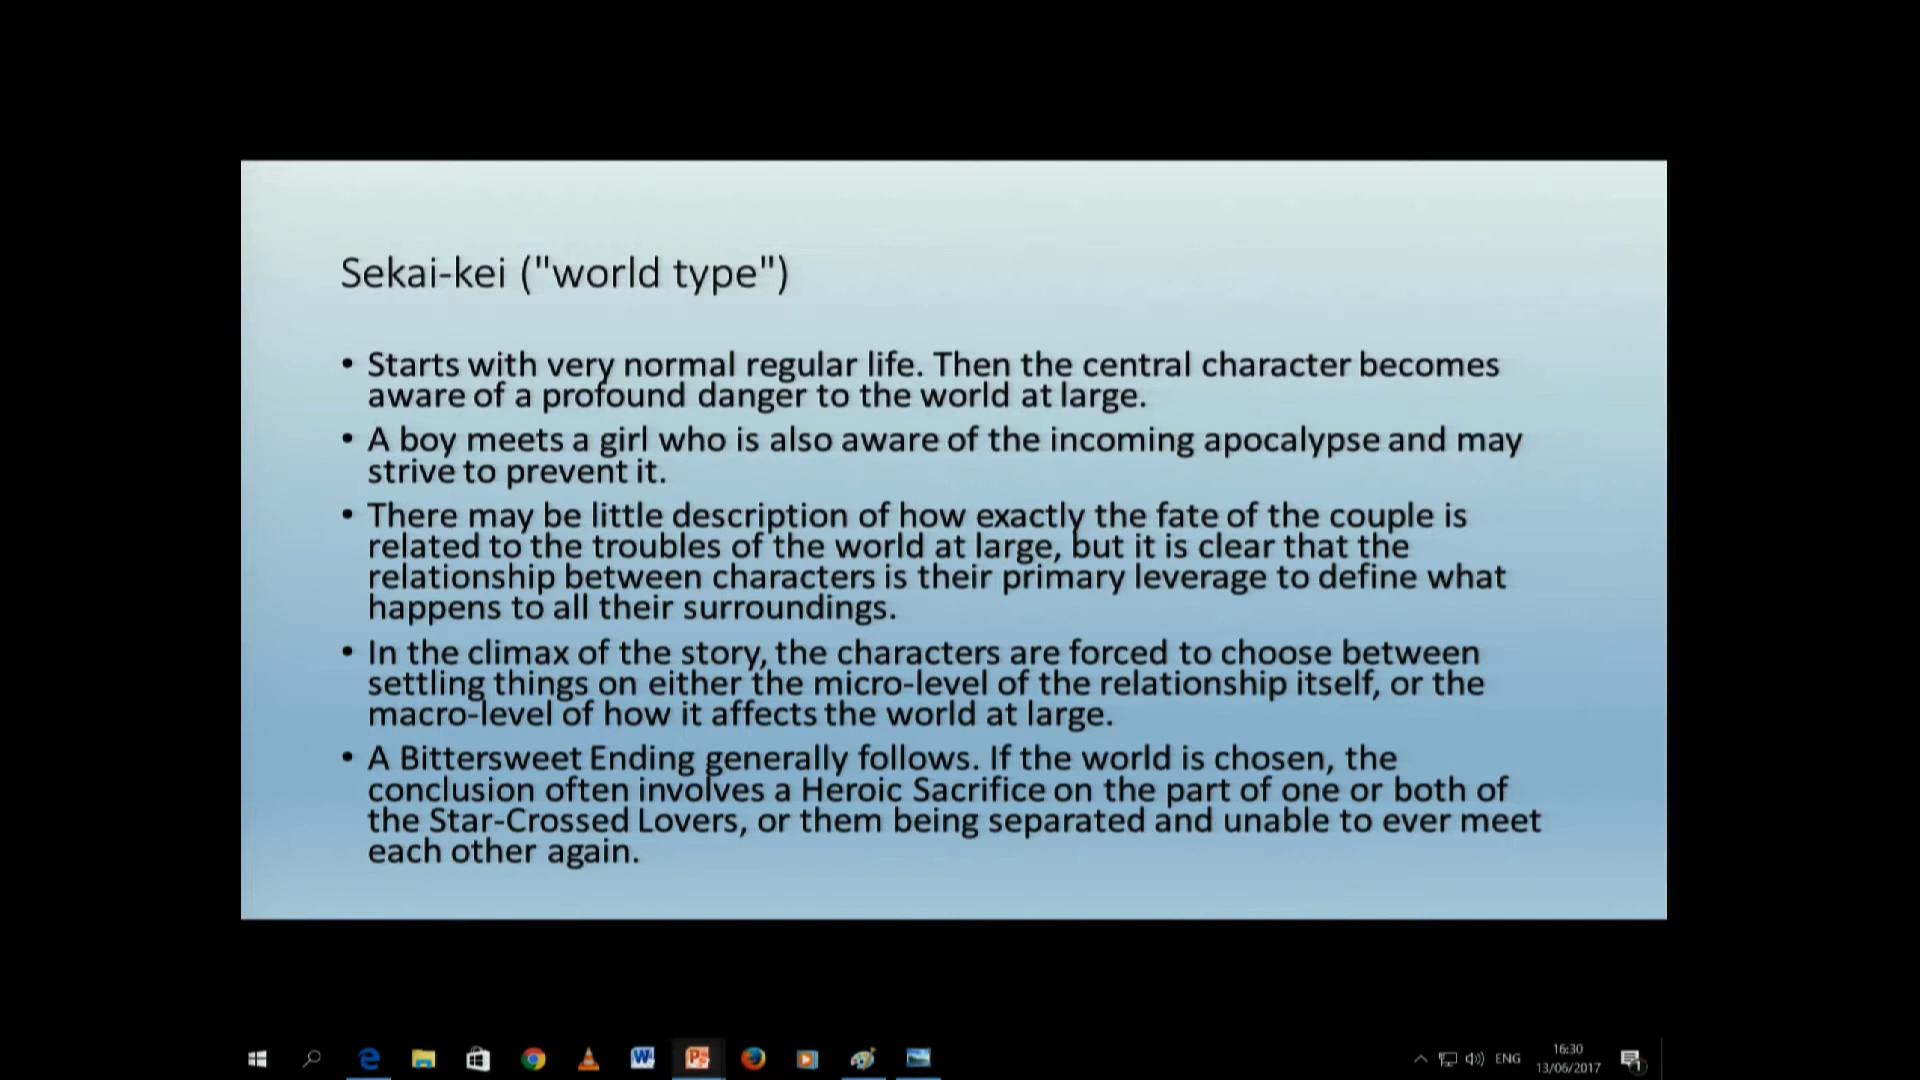 Sekai-kei ("world type")
• Starts with very normal regular life. Then the central character becomes
aware of a profound danger to the world at large.
• A boy meets a girl who is also aware of the incoming apocalypse and may
strive to prevent it.
• There may be little description of how exactly the fate of the couple is
related to the troubles of the world at large, but it is clear that the
relationship between characters is their primary leverage to define what
happens to all their surroundings.
• In the climax of the story, the characters are forced to choose between
settling things on either the micro-level of the relationship itself, or the
macro-level of how it affects the world at large.
• A Bittersweet Ending generally follows. If the world is chosen, the
conclusion often involves a Heroic Sacrifice on the part of one or both of
the Star-Crossed Lovers, or them being separated and unable to ever meet
each other again.
ENG
16:30
13/06/2017